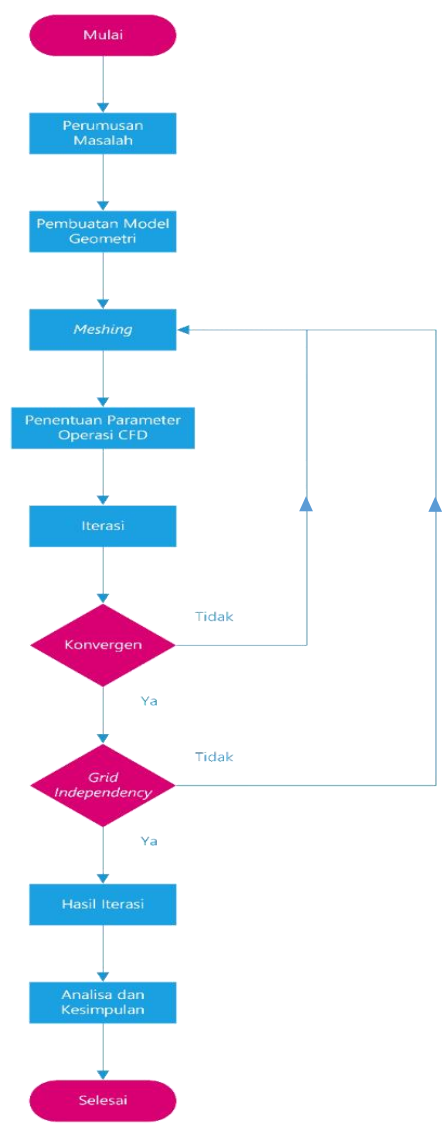 Mulai
Perumusan
Masalah
Pembuatan Model
Geometri
Meshing
Penentuan Parameter
Operasi CFD
Iterasi
Konvergen
Tidak
Ya
Grid
Independency
Tidak
Ya
Hasil Iterasi
Analisa dan
Kesimpulan
Selesai